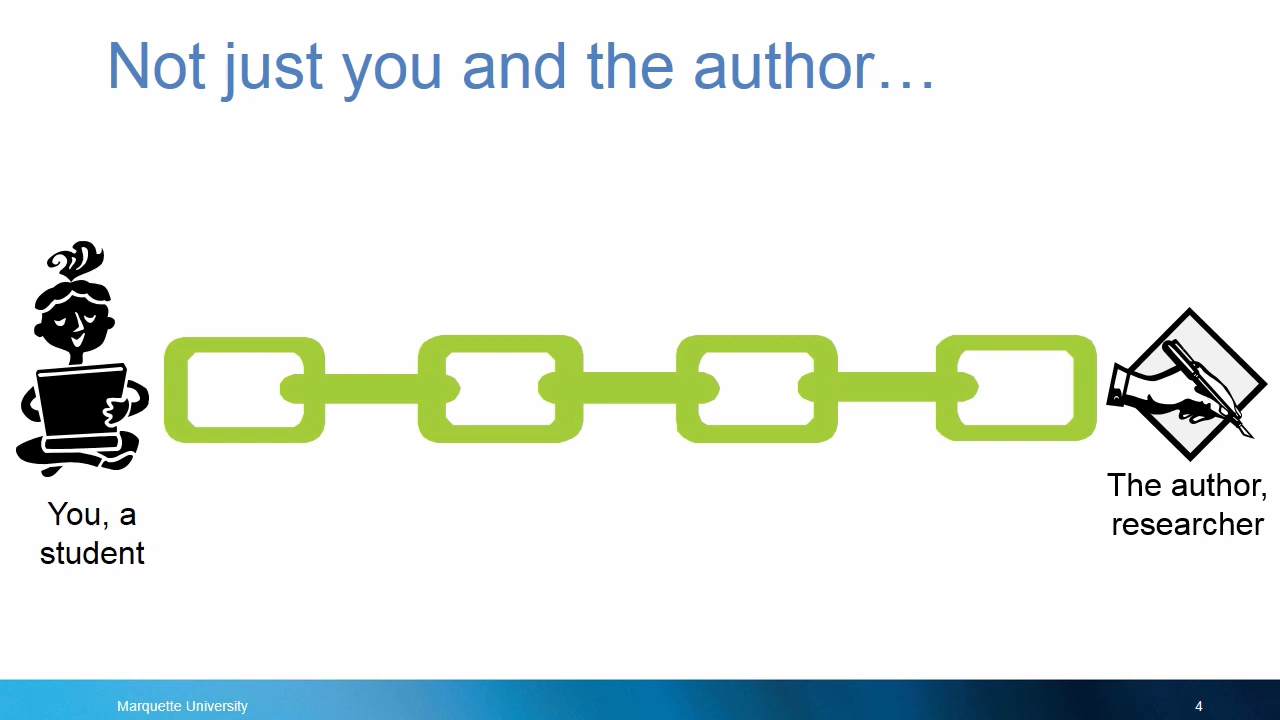 Not just you and the author…
You, a
student
The author,
researcher
Marquette University
4